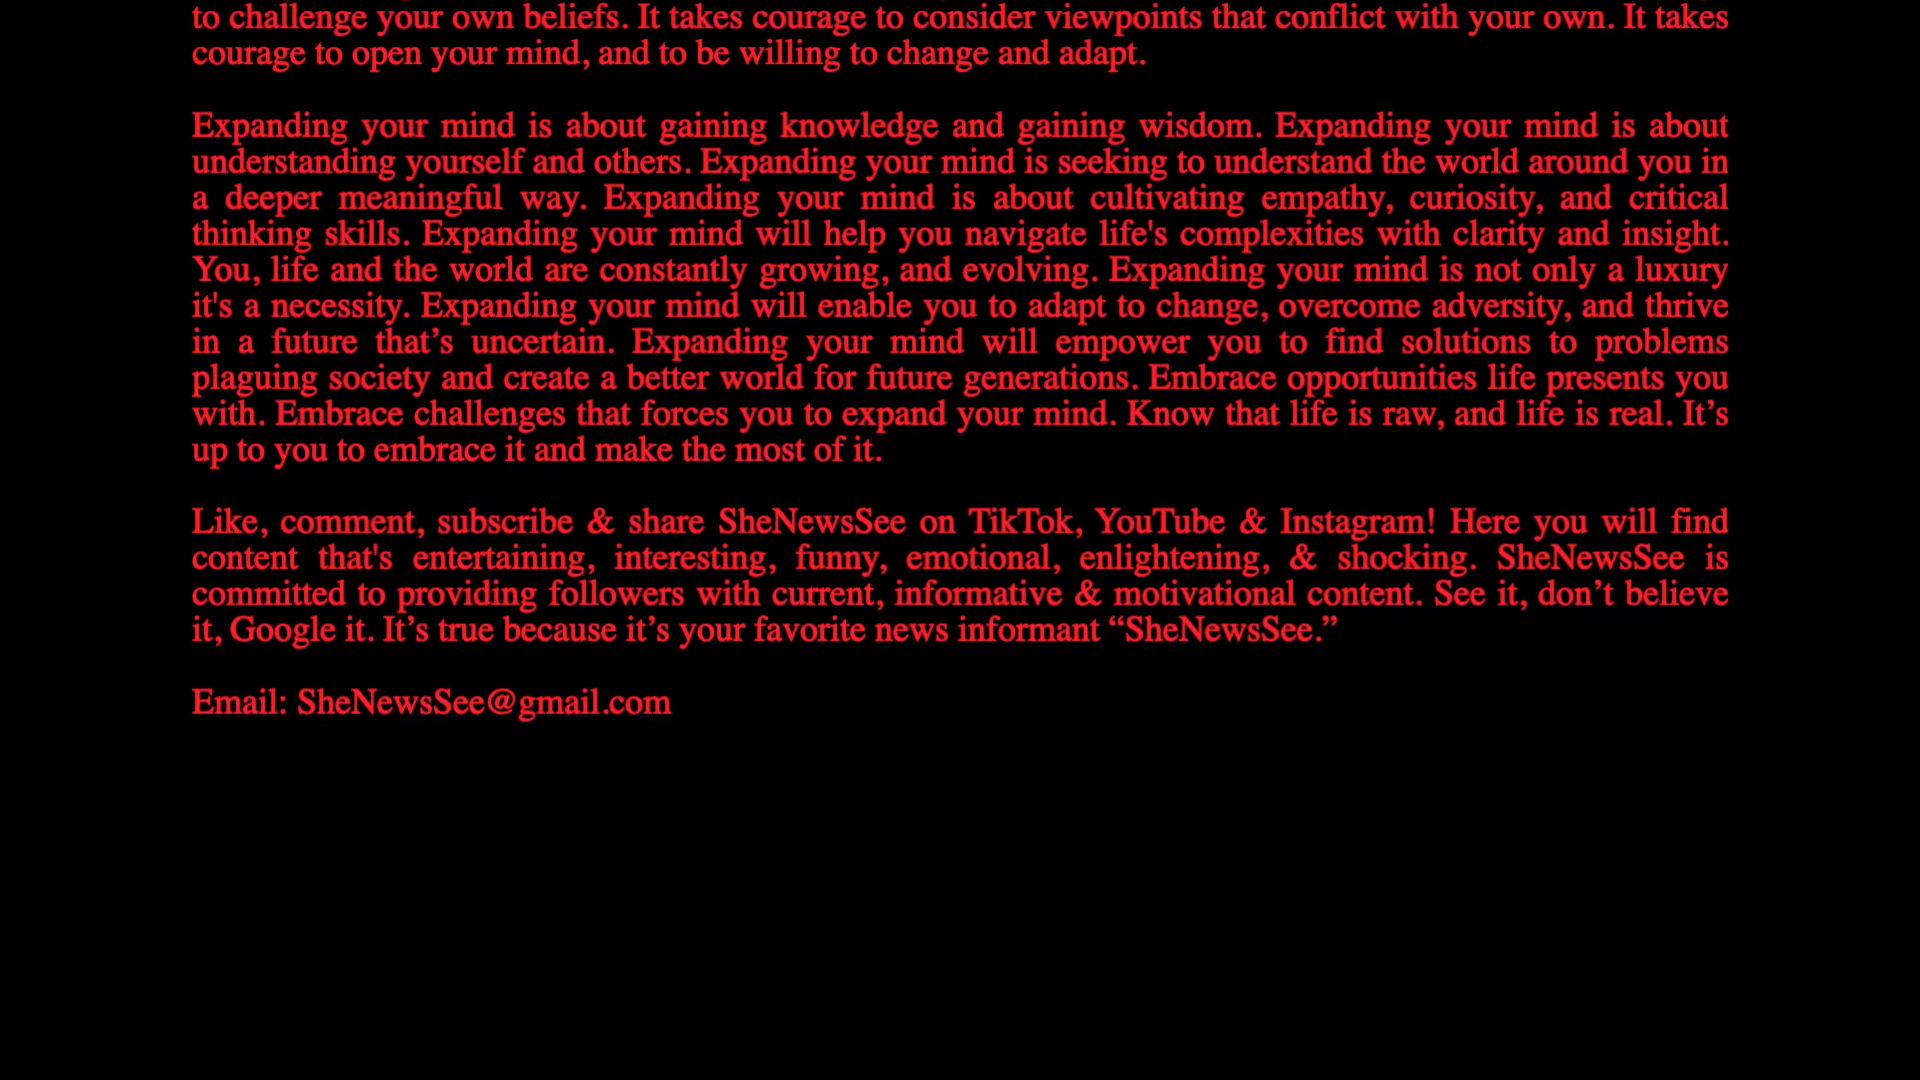 to challenge your own beliefs. It takes courage to consider viewpoints that conflict with your own. It takes
courage to open your mind, and to be willing to change and adapt.
Expanding your mind is about gaining knowledge and gaining wisdom. Expanding your mind is about
understanding yourself and others. Expanding your mind is seeking to understand the world around you in
a deeper meaningful way. Expanding your mind is about cultivating empathy, curiosity, and critical
thinking skills. Expanding your mind will help you navigate life's complexities with clarity and insight.
You, life and the world are constantly growing, and evolving. Expanding your mind is not only a luxury
it's a necessity. Expanding your mind will enable you to adapt to change, overcome adversity, and thrive
in a future that’s uncertain. Expanding your mind will empower you to find solutions to problems
plaguing society and create a better world for future generations. Embrace opportunities life presents you
with. Embrace challenges that forces you to expand your mind. Know that life is raw, and life is real. It’s
up to you to embrace it and make the most of it.
Like, comment, subscribe & share SheNewsSee on TikTok, YouTube & Instagram! Here you will find
content that's entertaining, interesting, funny, emotional, enlightening, & shocking. SheNewsSee is
committed to providing followers with current, informative & motivational content. See it, don’t believe
it, Google it. It’s true because it’s your favorite news informant “SheNewsSee.”
Email: SheNewsSee@gmail.com